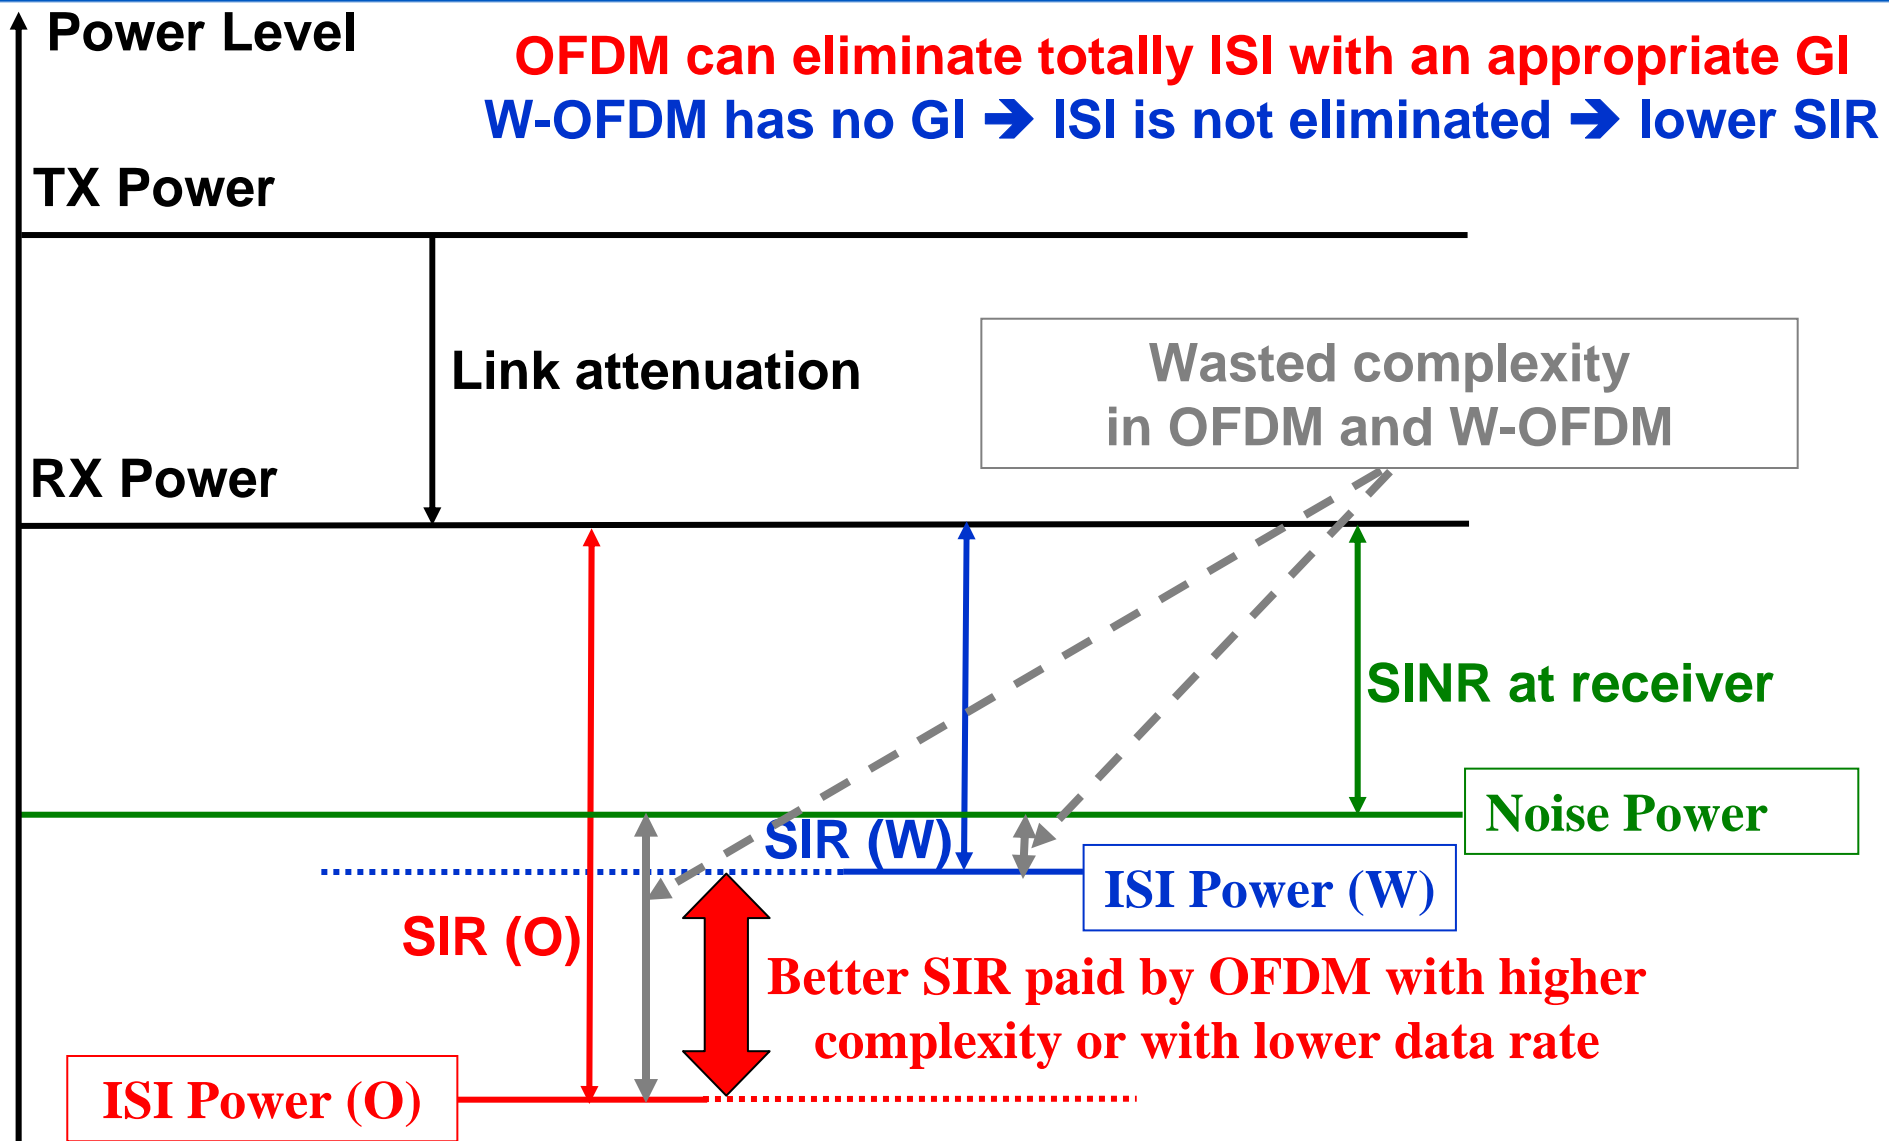 Power Level
OFDM can eliminate totally ISI with an appropriate GI
W-OFDM has no GI ➔ ISI is not eliminated ➔ lower SIR
TX Power
Link attenuation
Wasted complexity
in OFDM and W-OFDM
RX Power
SINR at receiver
Noise Power
SIR (W)
ISI Power (W)
SIR (O)
Better SIR paid by OFDM with higher
complexity or with lower data rate
ISI Power (O)